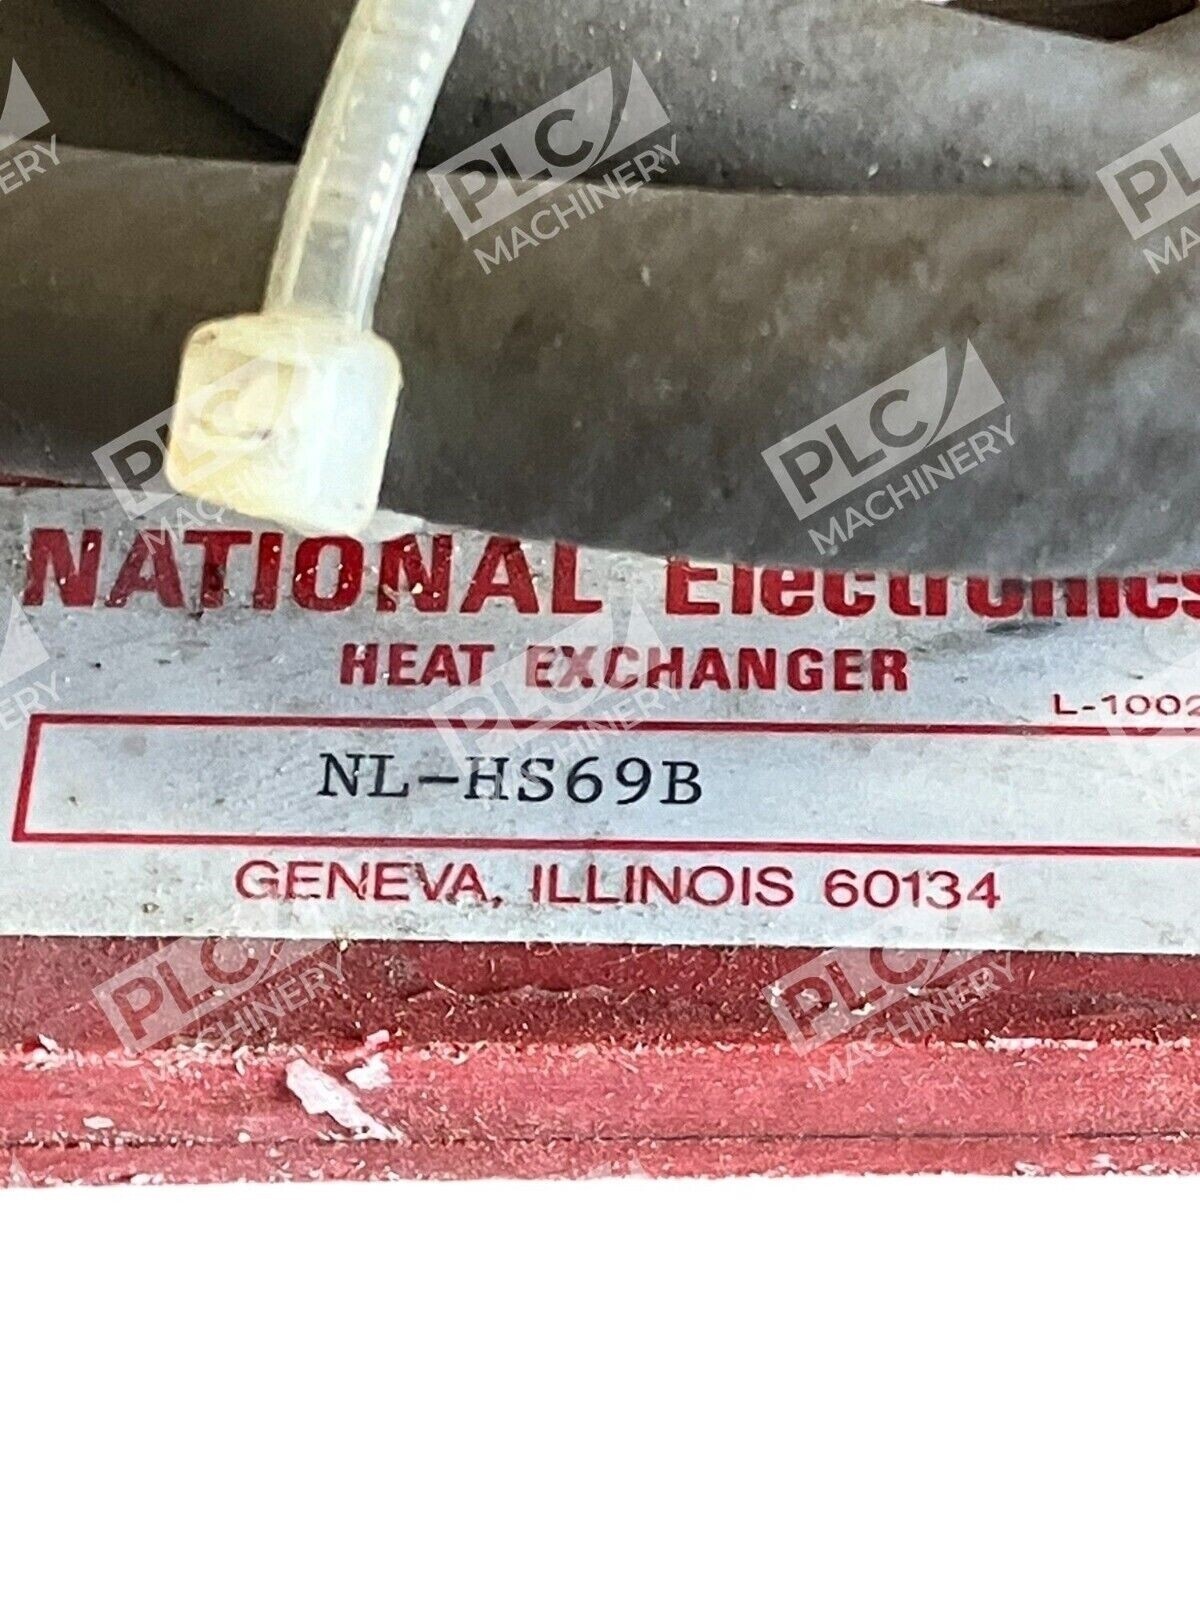 NATIONAL Electronics
HEAT EXCHANGER
L-1002
NL-HS69B
GENEVA, ILLINOIS 60134
PLC
MACHINERY